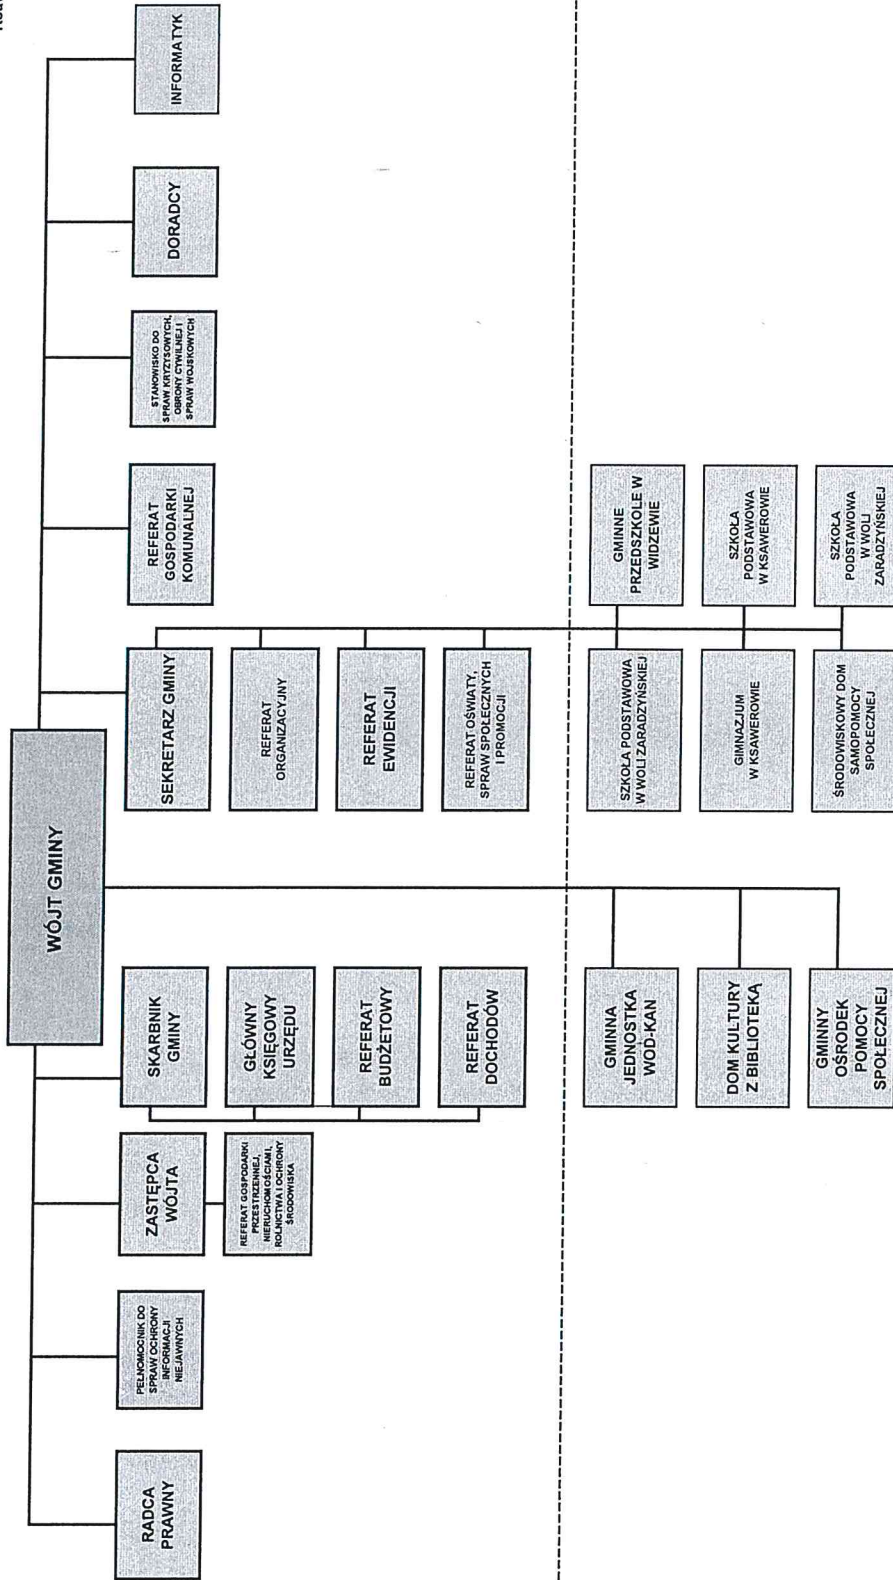 WÓJT GMINY
RADCA
PRAWNY
PEŁNOMOCNIK DO
SPRAW OCHRONY
INFORMACJI
NIEJAWNYCH
ZASTĘPCA
WÓJTA
REFERAT GOSPODARKI
PRZESTRZENNEJ,
NIERUCHOMOŚCIAMI,
ROLNICTWA I OCHRONY
ŚRODOWISKA
SKARBNIK
GMINY
GŁÓWNY
KSIĘGOWY
URZĘDU
REFERAT
BUDŻETOWY
REFERAT
DOCHODÓW
SEKRETARZ GMINY
REFERAT
ORGANIZACYJNY
REFERAT
EWIDENCJI
REFERAT OŚWIATY,
SPRAW SPOŁECZNYCH
I PROMOCJI
REFERAT
GOSPODARKI
KOMUNALNEJ
STANOWISKO DO
SPRAW KRYZYSOWYCH,
OBRONY CYWILNEJ I
SPRAW WOJSKOWYCH
DORADCY
INFORMATYK
GMINNA
JEDNOSTKA
WOD-KAN
DOM KULTURY
Z BIBLIOTEKĄ
GMINNY
OŚRODEK
POMOCY
SPOŁECZNEJ
SZKOŁA PODSTAWOWA
W WOLI ZARADZYŃSKIEJ
GIMNAZJUM
W KSAWEROWIE
ŚRODOWISKOWY DOM
SAMOPOMOCY
SPOŁECZNEJ
GMINNE
PRZEDSZKOLE W
WIDZEWIE
SZKOŁA
PODSTAWOWA
W KSAWEROWIE
SZKOŁA
PODSTAWOWA
W WOLI
ZARADZYŃSKIEJ